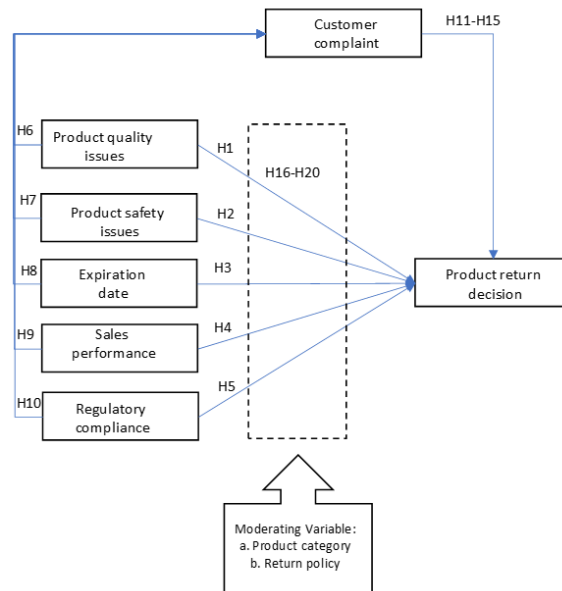 Customer
complaint
H11-H15
H6
Product quality
issues
H1
H16-H20
H7
Product safety
issues
H2
H8
Expiration
date
H3
Product return
decision
H9
Sales
performance
H4
H10
Regulatory
compliance
H5
Moderating Variable:
a. Product category
b. Return policy